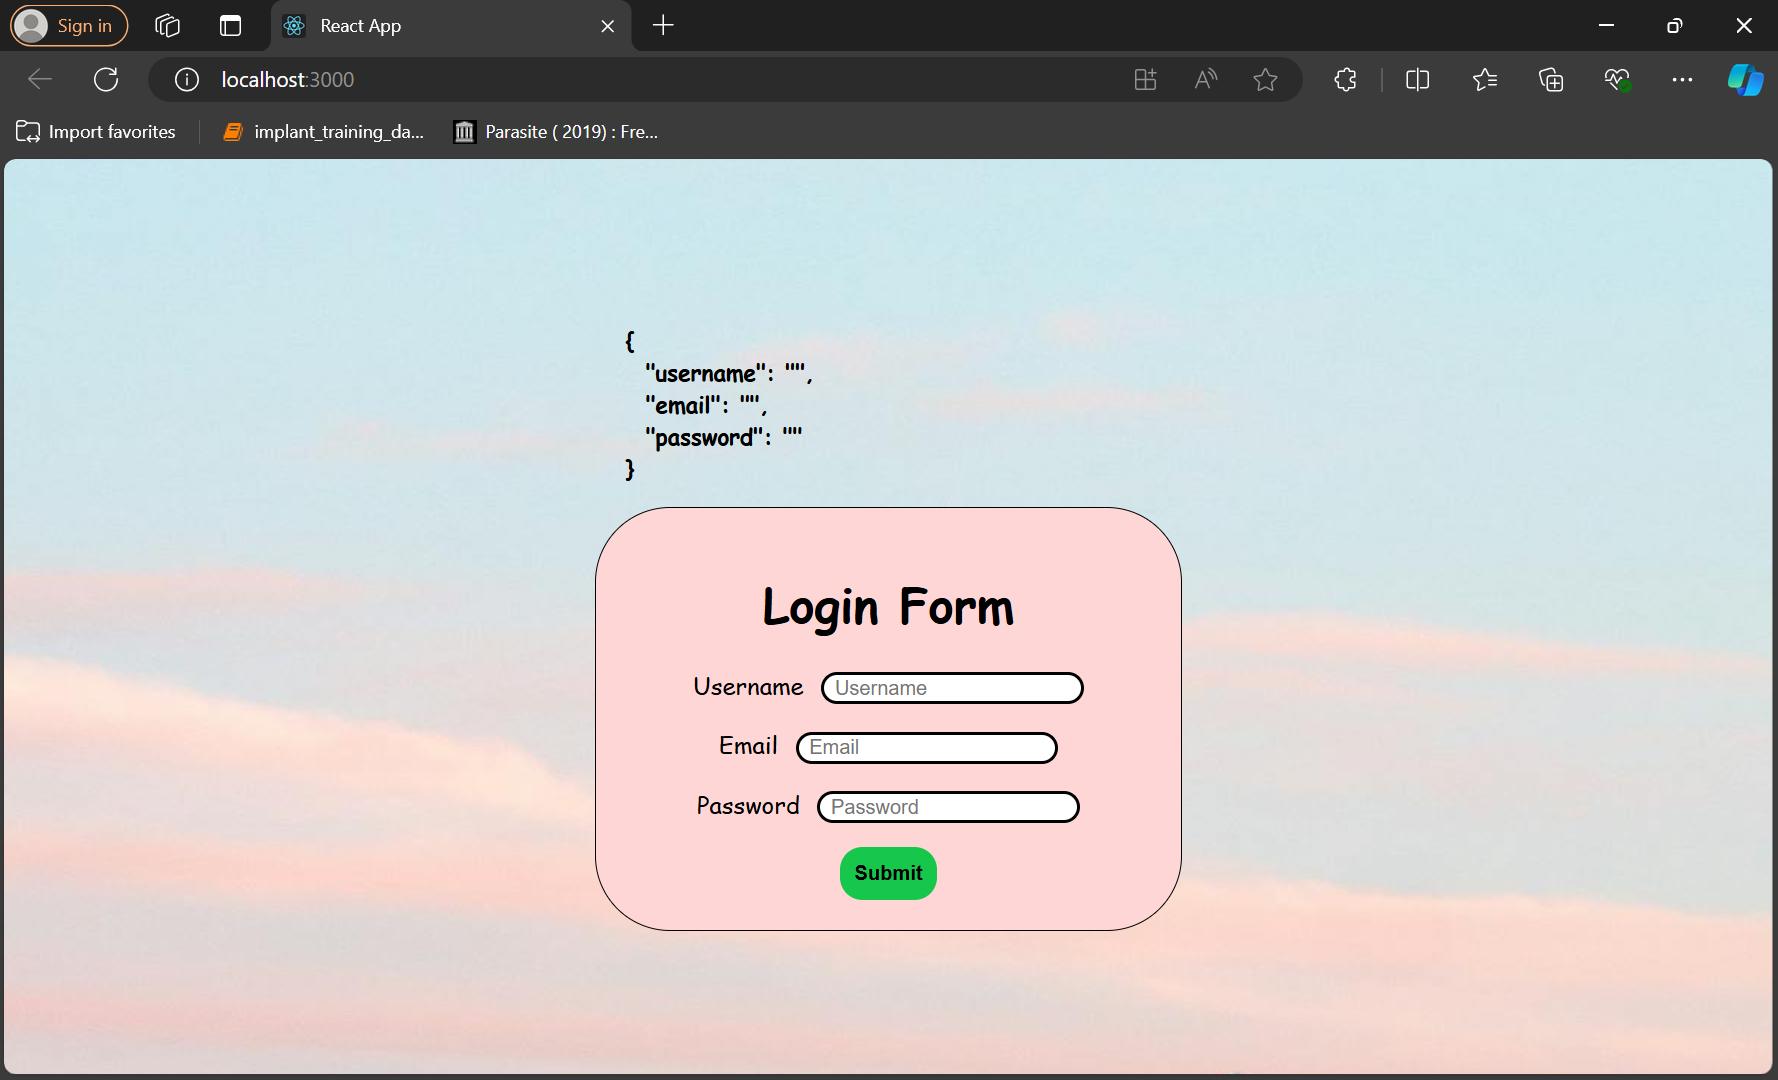 Sign in
React App
localhost:3000
Import favorites
implant_training_da...
Parasite ( 2019) : Fre...
{
"username": "",
"email": "",
"password": ""
}
Login Form
Username Username
Email Email
Password Password
Submit